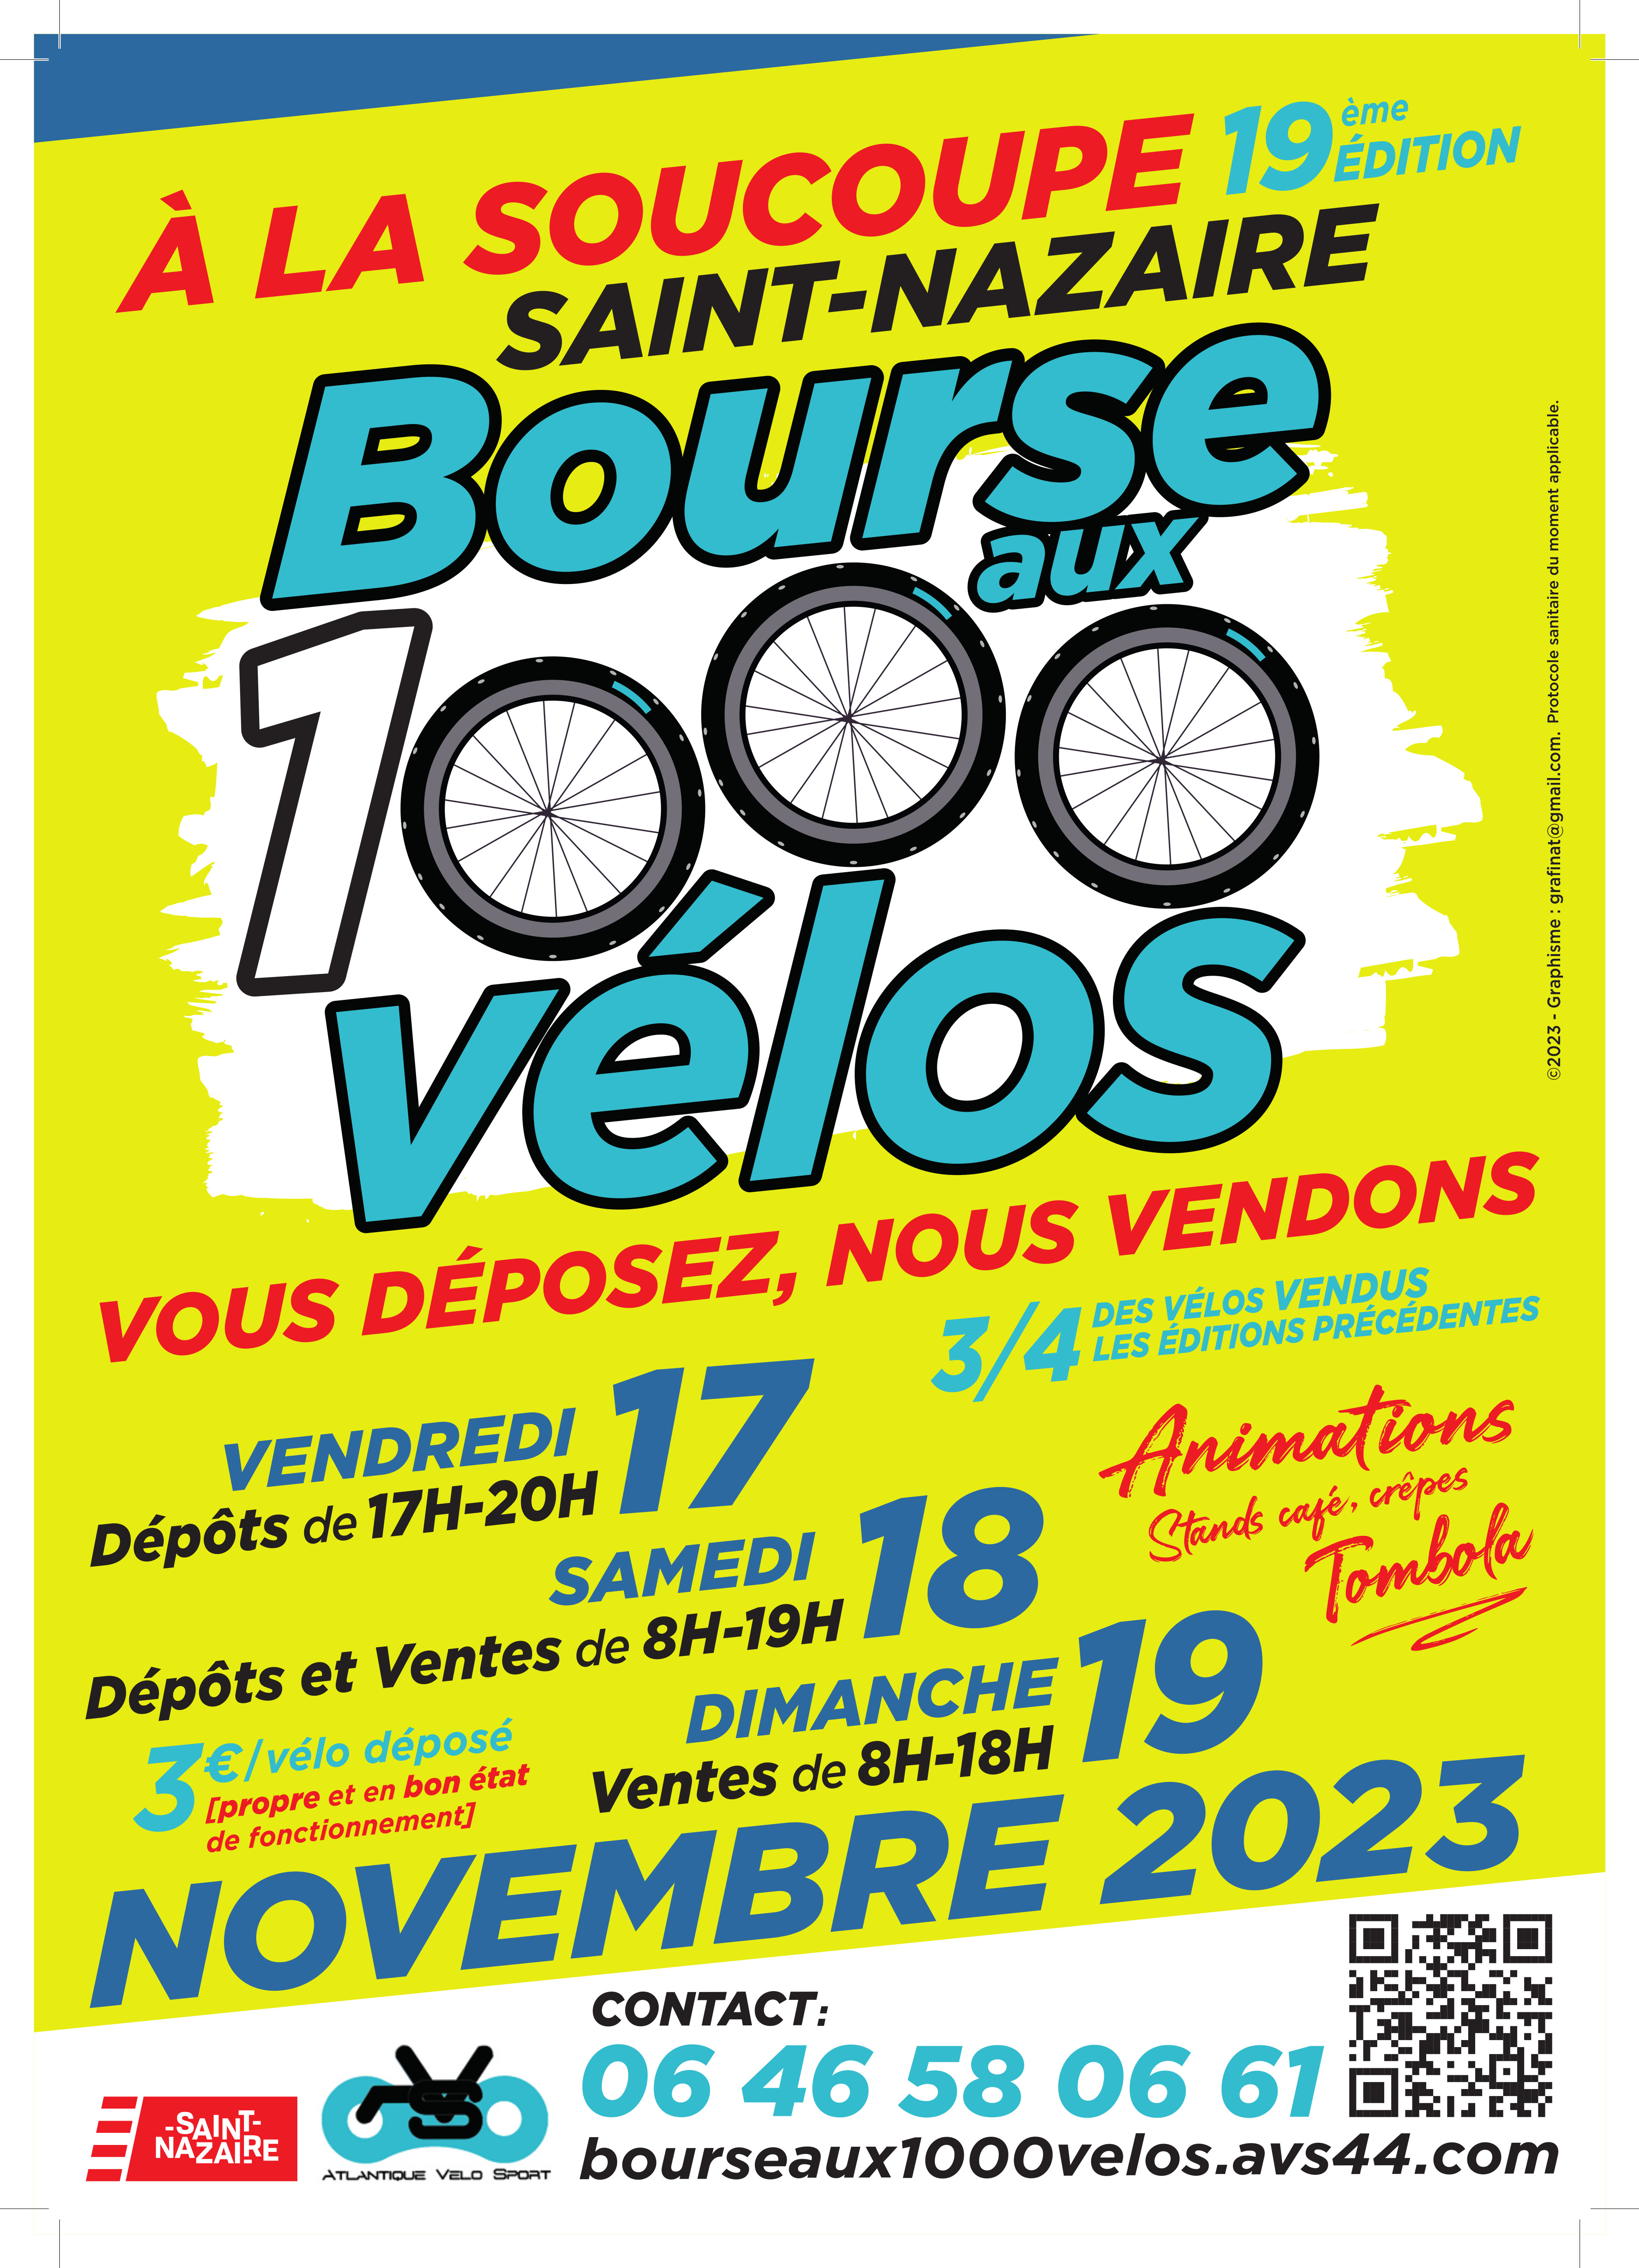 À LA SOUCOUPE 19ème ÉDITION
SAINT-NAZAIRE
Bourse
aux
1000
vélos
VOUS DÉPOSEZ, NOUS VENDONS
3/4 DES VÉLOS VENDUS
LES ÉDITIONS PRÉCÉDENTES
VENDREDI 17
Dépôts de 17H-20H
SAMEDI 18
Dépôts et Ventes de 8H-19H
DIMANCHE 19
Ventes de 8H-18H
Animations
Stands café, crêpes
Tombola
3€/vélo déposé
[propre et en bon état
de fonctionnement]
NOVEMBRE 2023
CONTACT:
06 46 58 06 61
bourseaux1000velos.avs44.com
-SAINT-
NAZAIRE
AVS
ATLANTIQUE VELO SPORT
©2023 - Graphisme : grafinat@gmail.com. Protocole sanitaire du moment applicable.